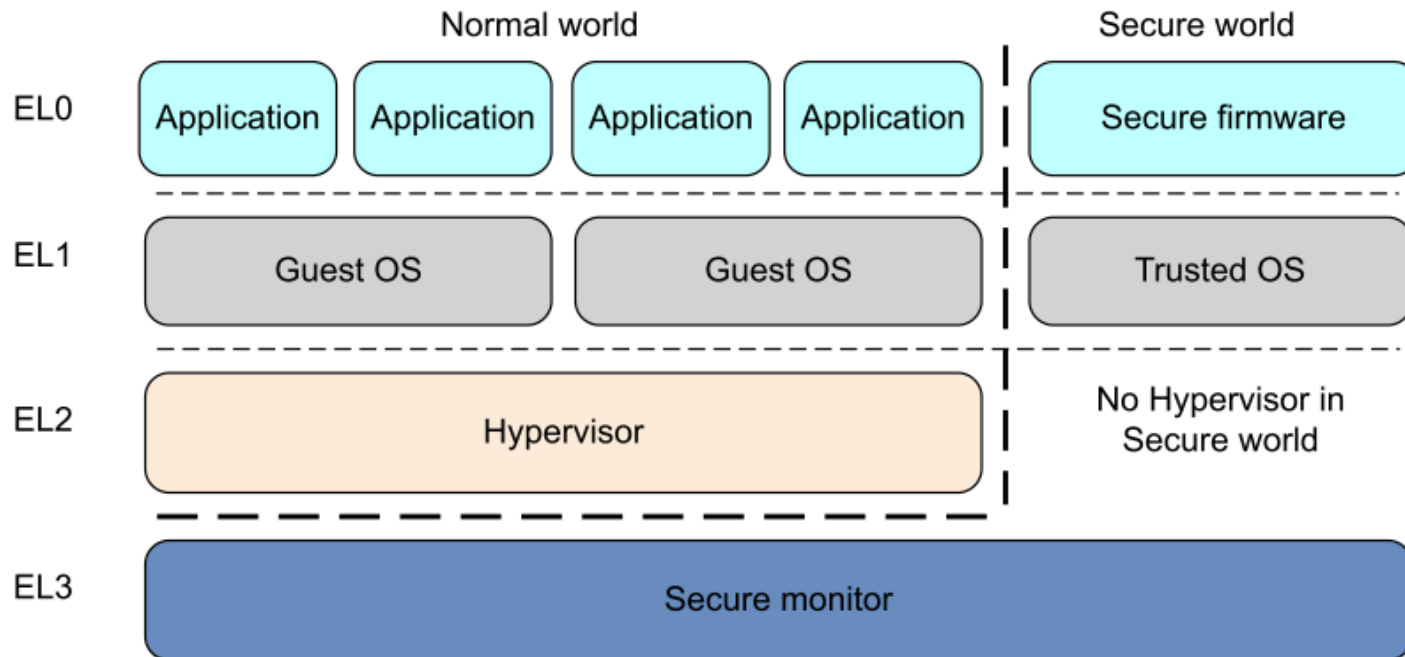 Normal world
Secure world
EL0
Application
Application
Application
Application
Secure firmware
EL1
Guest OS
Guest OS
Trusted OS
EL2
Hypervisor
No Hypervisor in
Secure world
EL3
Secure monitor